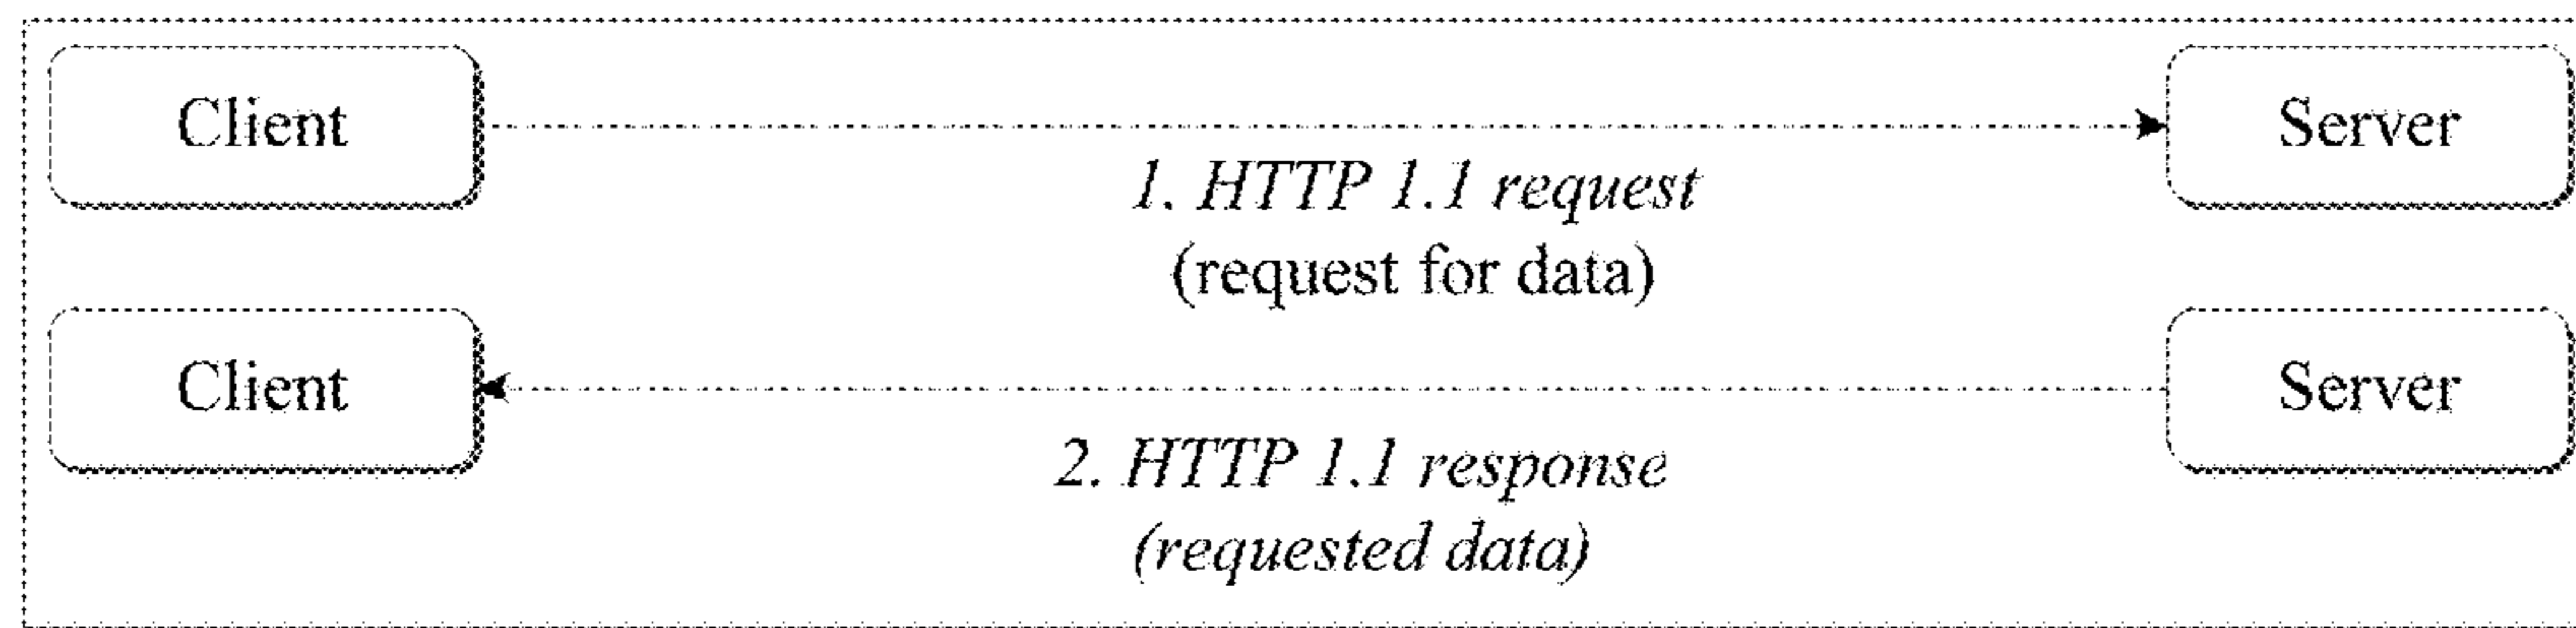 Client
Server
1. HTTP 1.1 request
(request for data)
Client
Server
2. HTTP 1.1 response
(requested data)